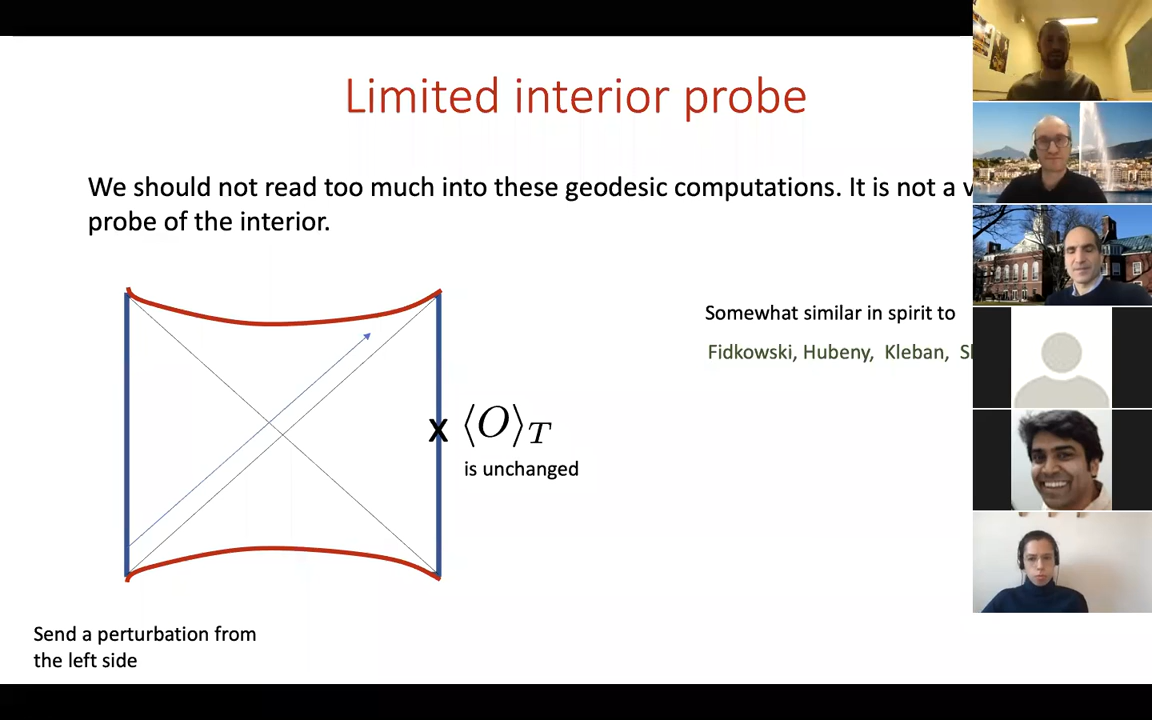 Limited interior probe
We should not read too much into these geodesic computations. It is not a
probe of the interior.
Somewhat similar in spirit to
Fidkowski, Hubeny, Kleban,
X ⟨O⟩_T
is unchanged
Send a perturbation from
the left side